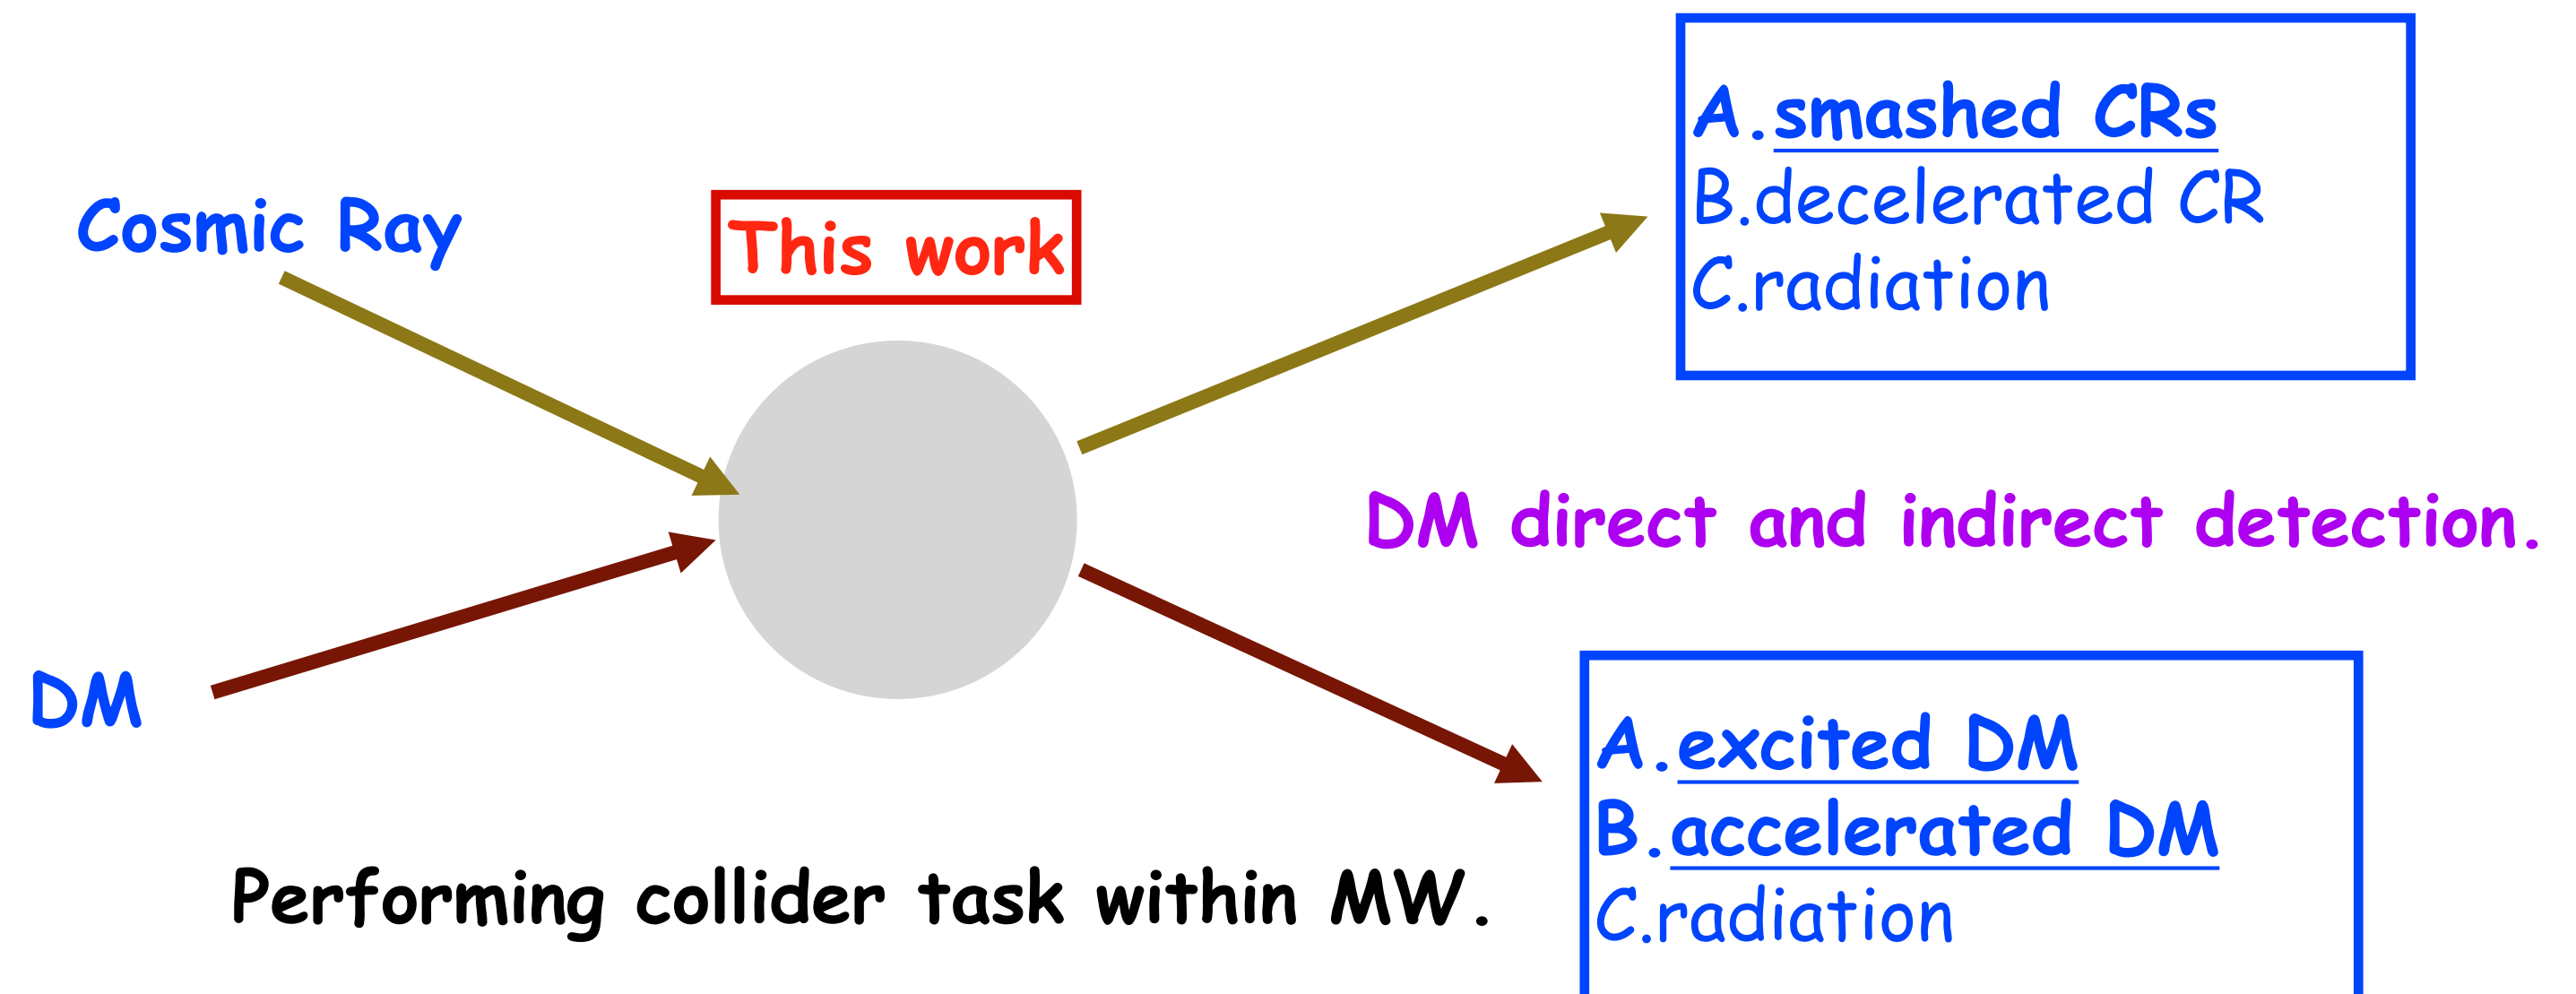 A.smashed CRs
B.decelerated CR
C.radiation
Cosmic Ray
This work
DM direct and indirect detection.
DM
A.excited DM
B.accelerated DM
C.radiation
Performing collider task within MW.